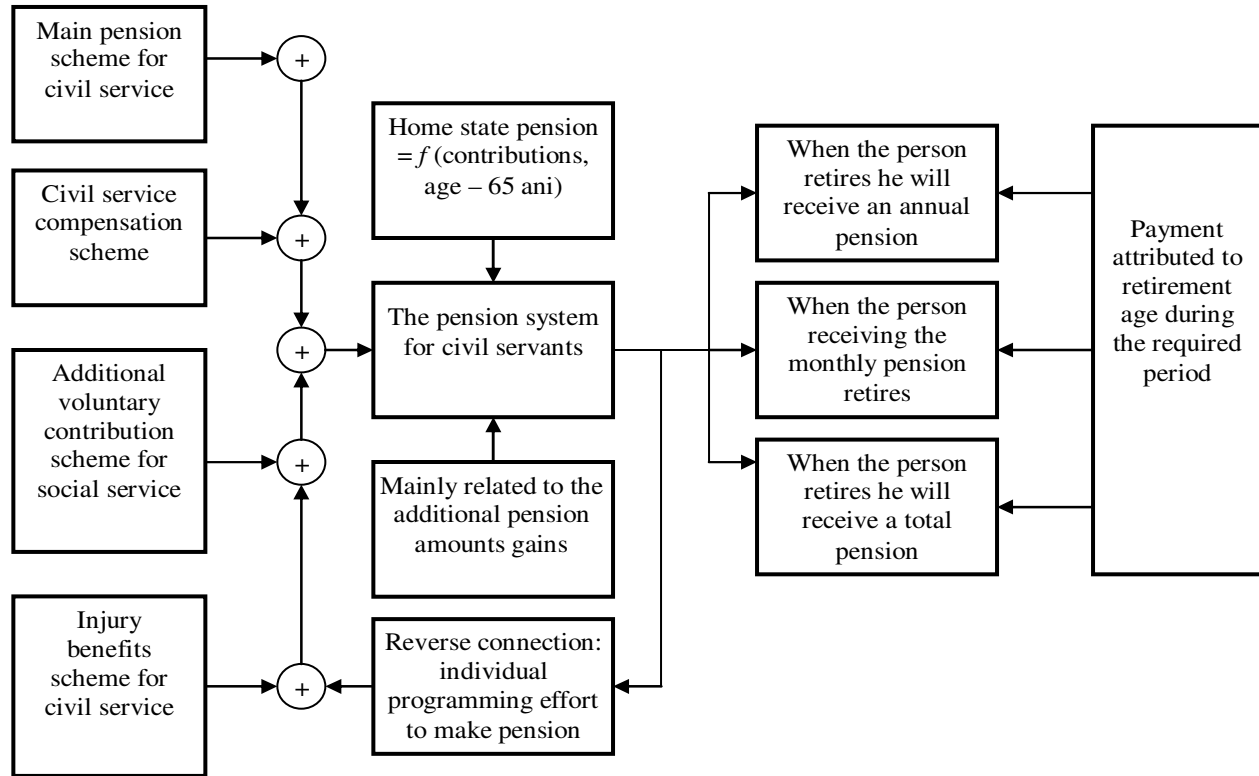 Main pension
scheme for
civil service
+
Civil service
compensation
scheme
+
+
Additional
voluntary
contribution
scheme for
social service
+
Injury
benefits
scheme for
civil service
+
Home state pension
= f (contributions,
age – 65 ani)
The pension system
for civil servants
Mainly related to the
additional pension
amounts gains
Reverse connection:
individual
programming effort
to make pension
When the person
retires he will
receive an annual
pension
When the person
receiving the
monthly pension
retires
When the person
retires he will
receive a total
pension
Payment
attributed to
retirement
age during
the required
period